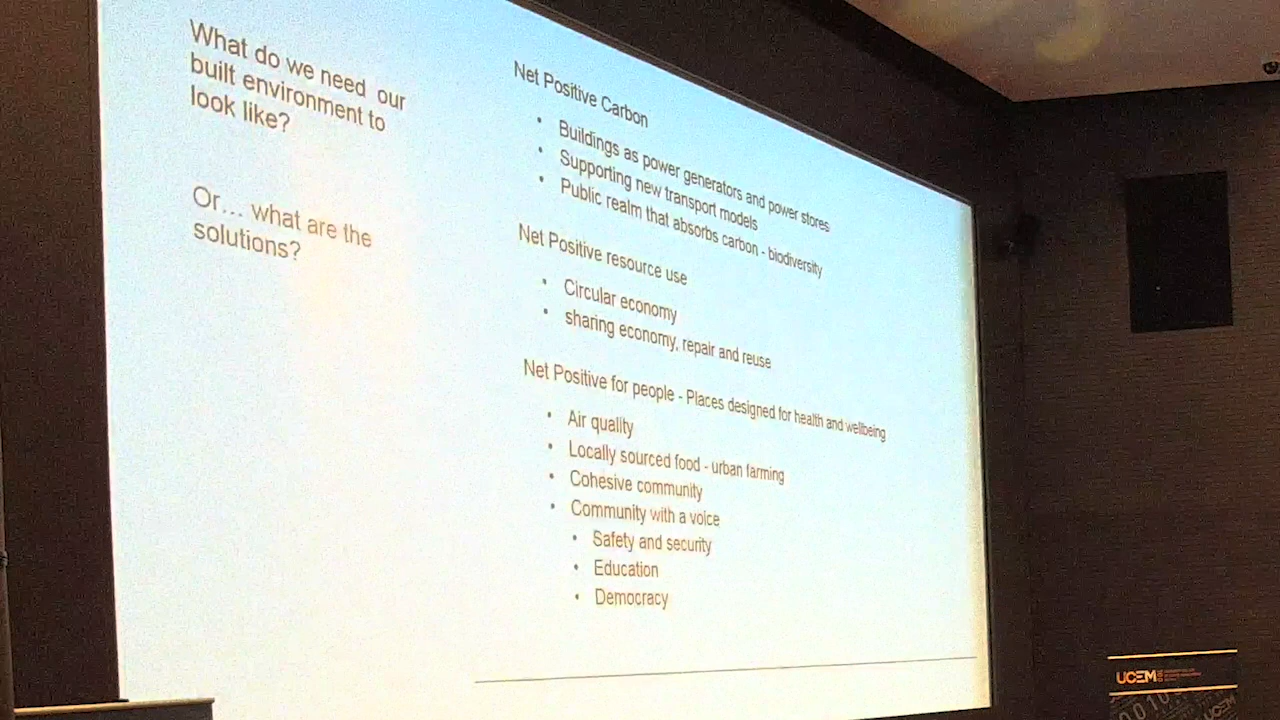 What do we need our
built environment to
look like?
Or... what are the
solutions?
Net Positive Carbon
• Buildings as power generators and power stores
• Supporting new transport models
• Public realm that absorbs carbon - biodiversity
Net Positive resource use
• Circular economy
• sharing economy, repair and reuse
Net Positive for people - Places designed for health and wellbeing
• Air quality
• Locally sourced food - urban farming
• Cohesive community
• Community with a voice
• Safety and security
• Education
• Democracy
UCEM
UCEM